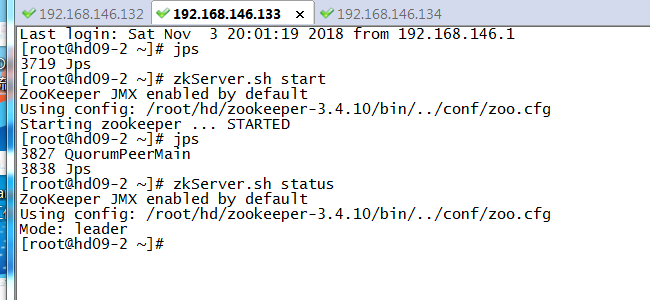 192.168.146.132 192.168.146.133 × 192.168.146.134
Last login: Sat Nov  3 20:01:19 2018 from 192.168.146.1
[root@hd09-2 ~]# jps
3719 Jps
[root@hd09-2 ~]# zkServer.sh start
ZooKeeper JMX enabled by default
Using config: /root/hd/zookeeper-3.4.10/bin/../conf/zoo.cfg
Starting zookeeper ... STARTED
[root@hd09-2 ~]# jps
3827 QuorumPeerMain
3838 Jps
[root@hd09-2 ~]# zkServer.sh status
ZooKeeper JMX enabled by default
Using config: /root/hd/zookeeper-3.4.10/bin/../conf/zoo.cfg
Mode: leader
[root@hd09-2 ~]#